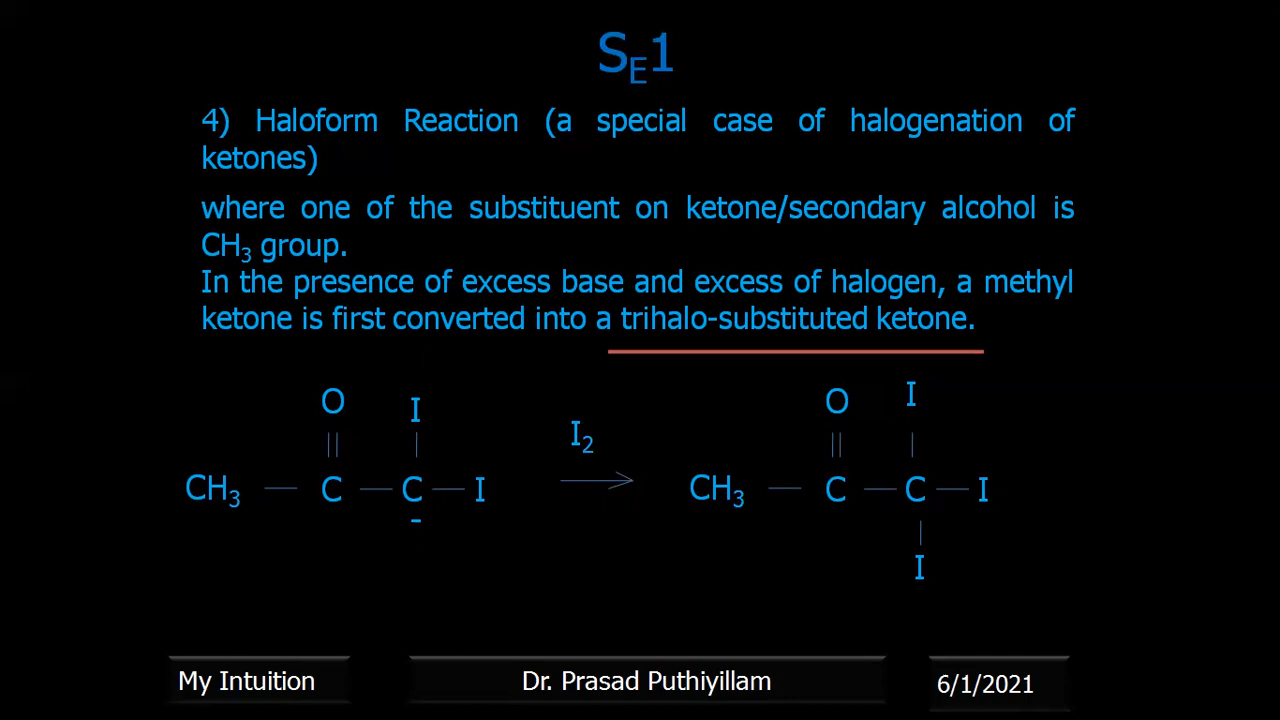 SE1
4) Haloform Reaction (a special case of halogenation of
ketones)
where one of the substituent on ketone/secondary alcohol is
CH3 group.
In the presence of excess base and excess of halogen, a methyl
ketone is first converted into a trihalo-substituted ketone.
O I O I
I2
CH3 C C I CH3 C C I
-
I
My Intuition Dr. Prasad Puthiyillam 6/1/2021